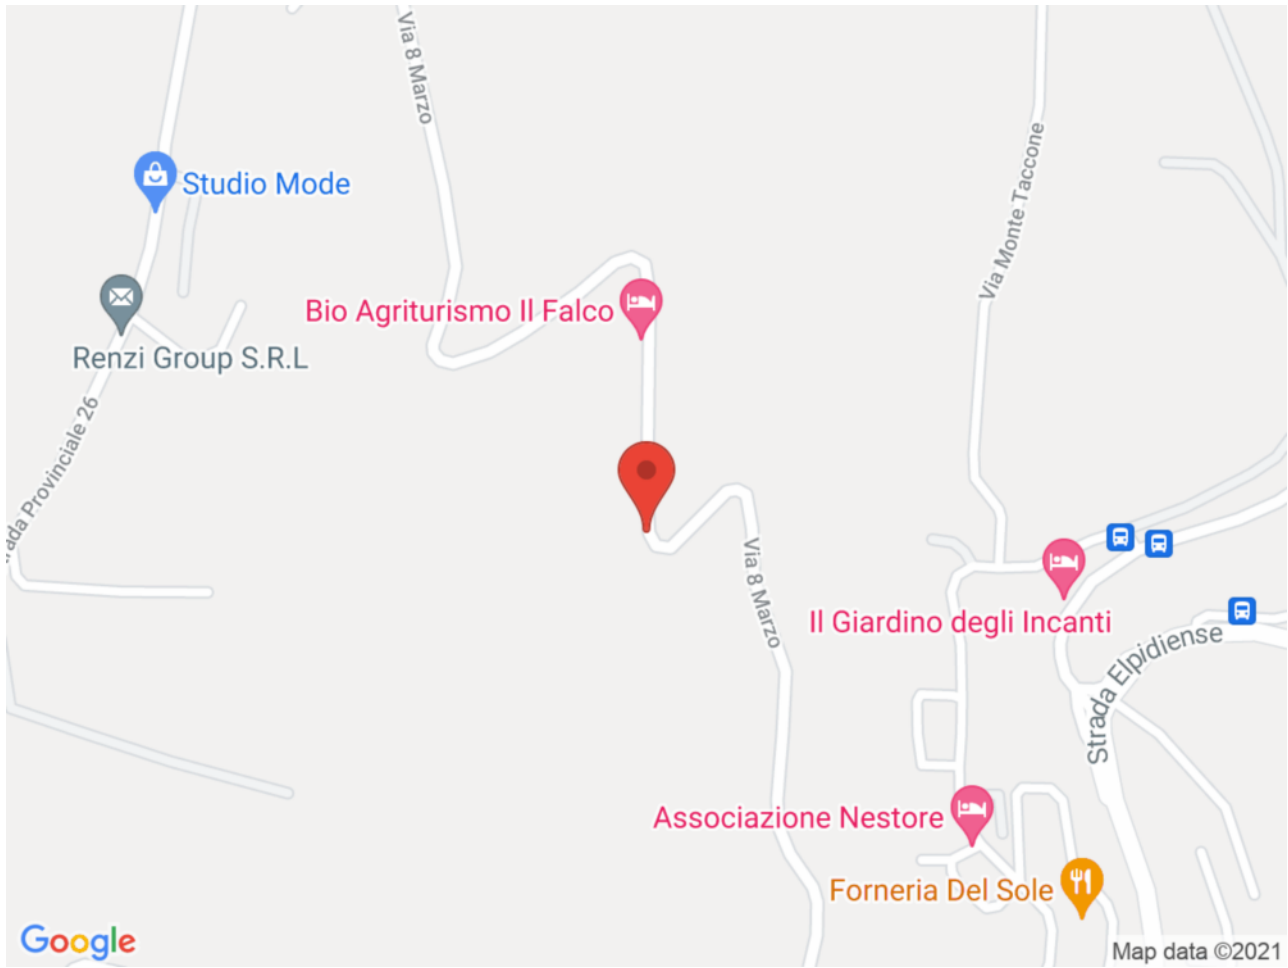 Via 8 Marzo
Studio Mode
Via Monte Taccone
Bio Agriturismo Il Falco
Renzi Group S.R.L
rada Provinciale 26
Via 8 Marzo
Il Giardino degli Incanti
Strada Elpidiense
Associazione Nestore
Forneria Del Sole
Google
Map data ©2021